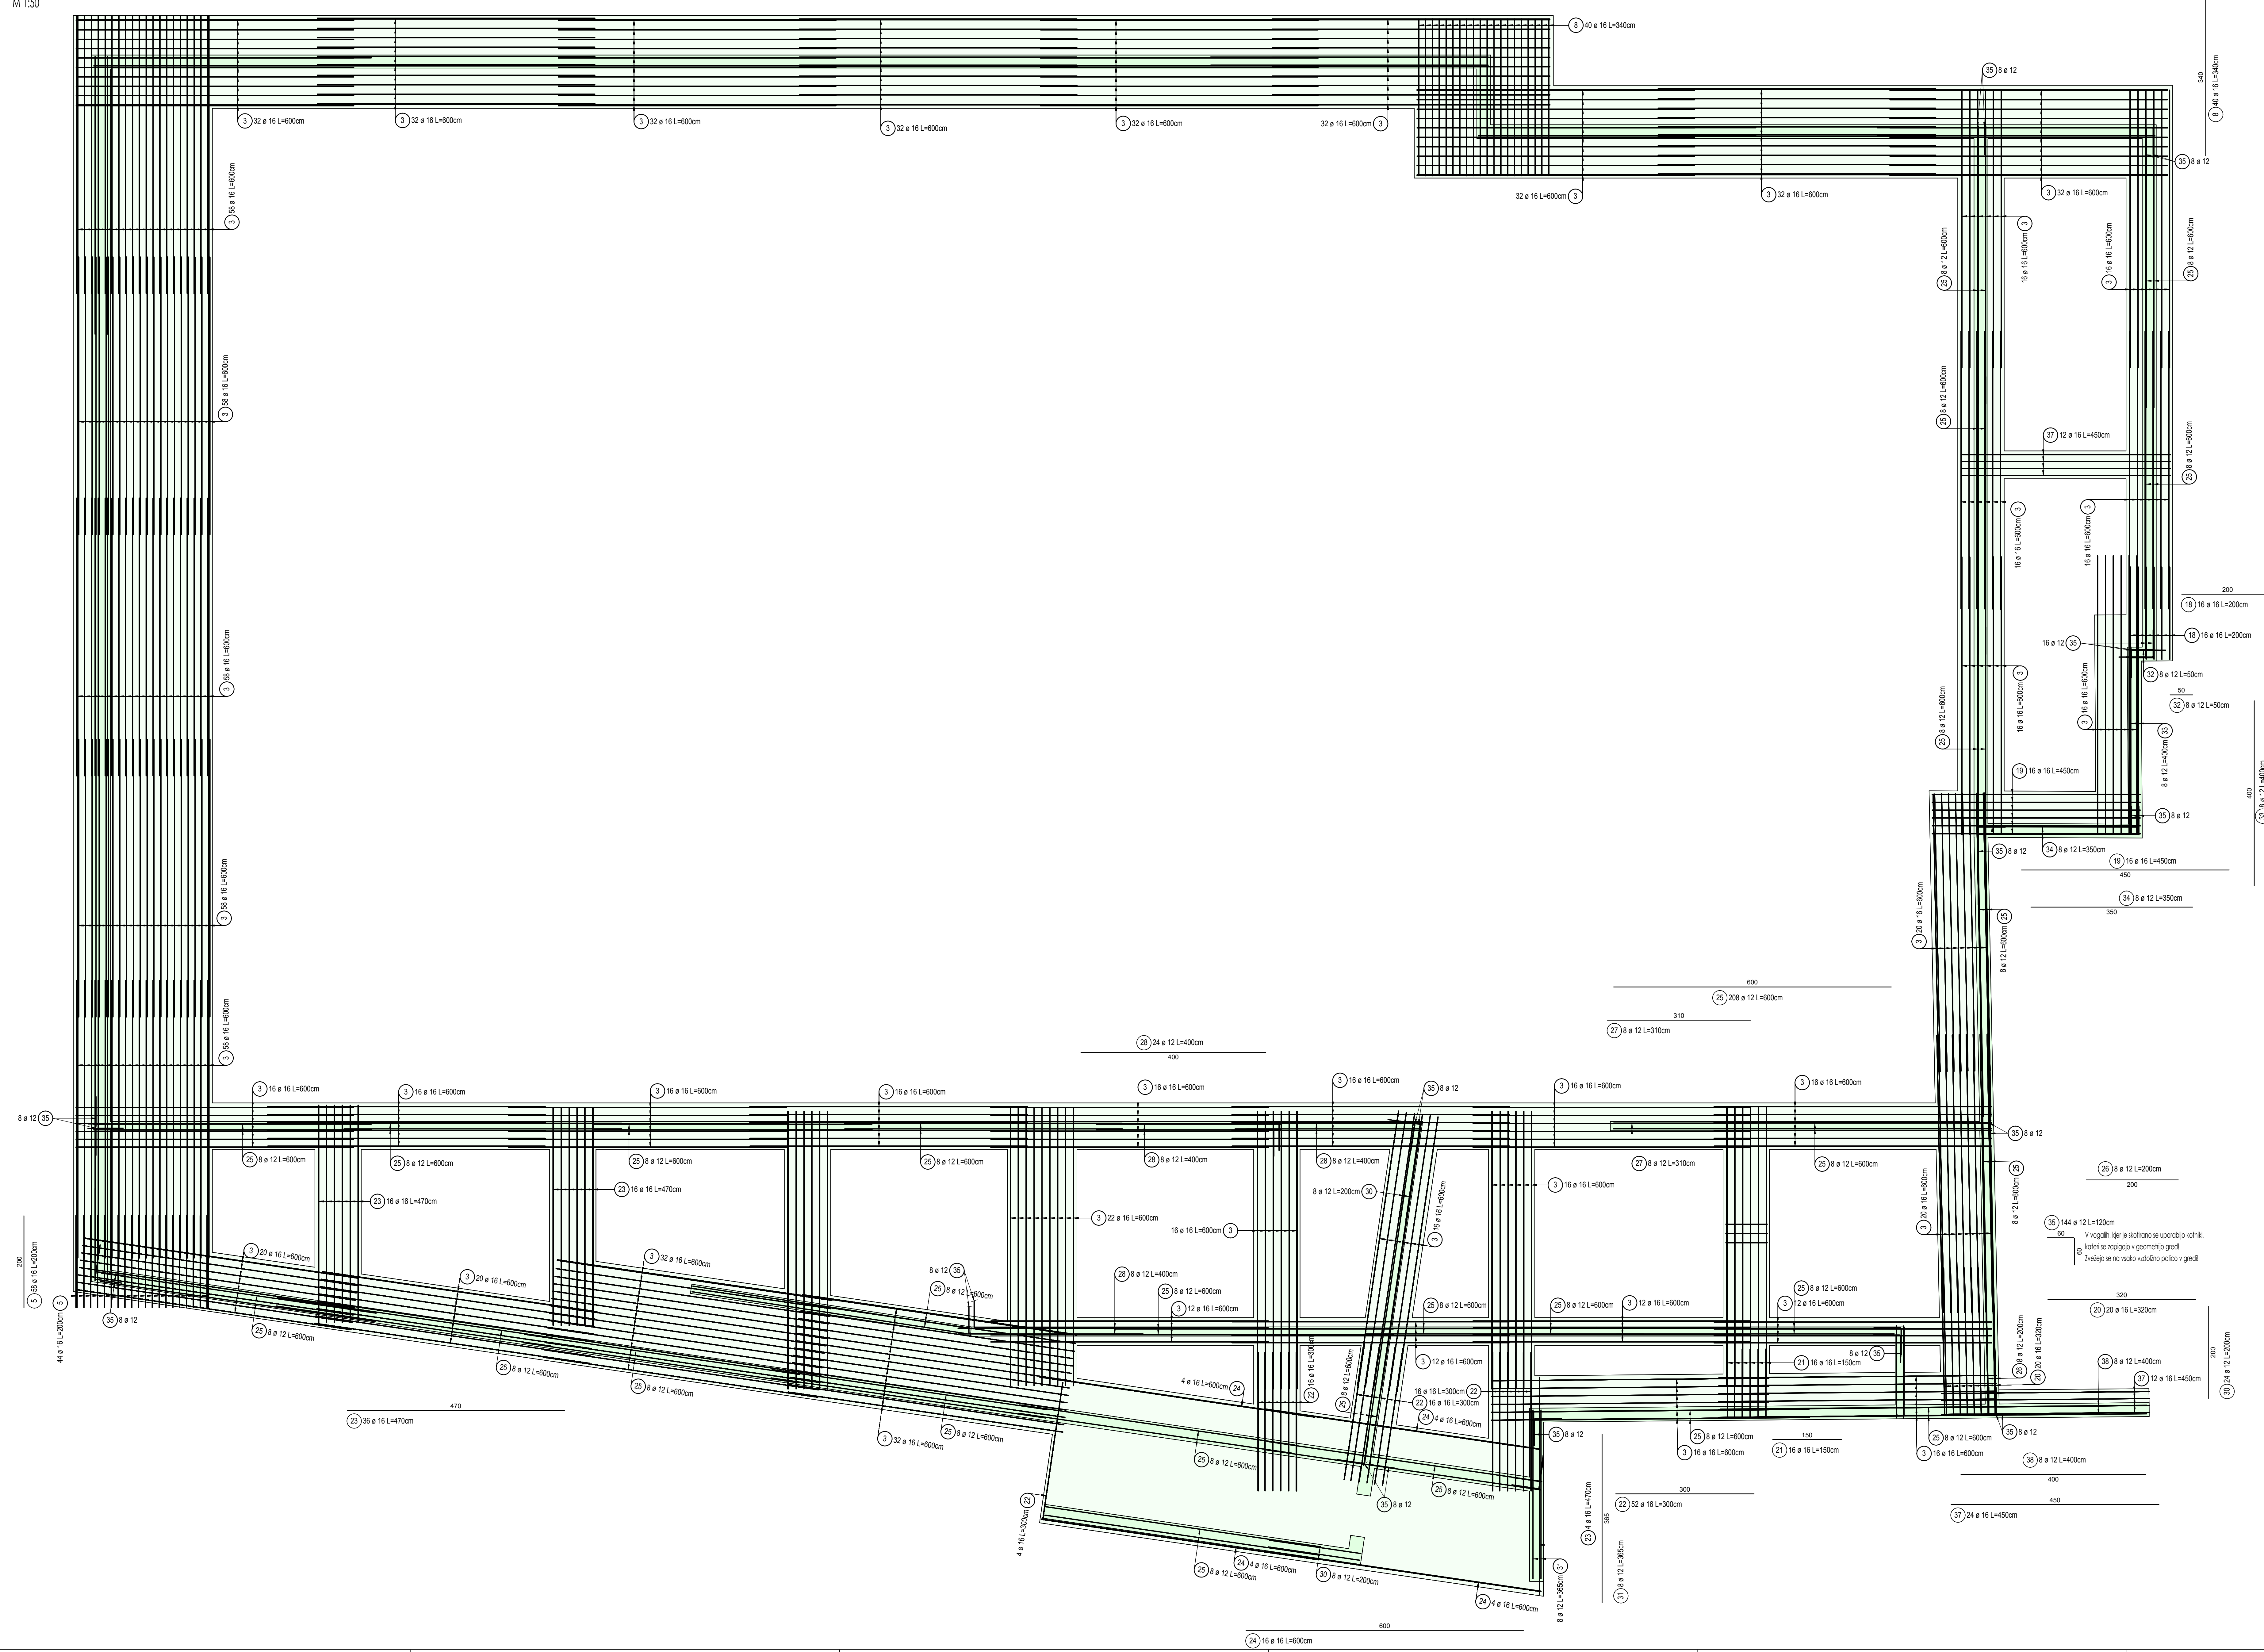 M 1:50
8 40 ø 16 L=340cm
35 8 ø 12
340
8 40 ø 16 L=340cm
3 32 ø 16 L=600cm
3 32 ø 16 L=600cm
3 32 ø 16 L=600cm
3 32 ø 16 L=600cm
3 32 ø 16 L=600cm
32 ø 16 L=600cm 3
35 8 ø 12
32 ø 16 L=600cm 3
3 32 ø 16 L=600cm
3 32 ø 16 L=600cm
3 58 ø 16 L=600cm
25 8 ø 12 L=600cm
3
16 ø 16 L=600cm
3 16 ø 16 L=600cm
25 8 ø 12 L=600cm
3 58 ø 16 L=600cm
25 8 ø 12 L=600cm
37 12 ø 16 L=450cm
25 8 ø 12 L=600cm
3
16 ø 16 L=600cm
3
16 ø 16 L=600cm
200
18 16 ø 16 L=200cm
18 16 ø 16 L=200cm
16 ø 12 35
32 8 ø 12 L=50cm
50
32 8 ø 12 L=50cm
3 58 ø 16 L=600cm
25 8 ø 12 L=600cm
3
16 ø 16 L=600cm
3 16 ø 16 L=600cm
33
8 ø 12 L=400cm
400
33 8 ø 12 L=400cm
19 16 ø 16 L=450cm
35 8 ø 12
35 8 ø 12
34 8 ø 12 L=350cm
19 16 ø 16 L=450cm
450
34 8 ø 12 L=350cm
350
3 58 ø 16 L=600cm
3 20 ø 16 L=600cm
25
8 ø 12 L=600cm
600
25 208 ø 12 L=600cm
310
27 8 ø 12 L=310cm
28 24 ø 12 L=400cm
400
3 58 ø 16 L=600cm
3 16 ø 16 L=600cm
3 16 ø 16 L=600cm
3 16 ø 16 L=600cm
3 16 ø 16 L=600cm
3 16 ø 16 L=600cm
3 16 ø 16 L=600cm
35 8 ø 12
3 16 ø 16 L=600cm
3 16 ø 16 L=600cm
8 ø 12 35
35 8 ø 12
25 8 ø 12 L=600cm
25 8 ø 12 L=600cm
25 8 ø 12 L=600cm
25 8 ø 12 L=600cm
28 8 ø 12 L=400cm
28 8 ø 12 L=400cm
27 8 ø 12 L=310cm
25 8 ø 12 L=600cm
25
8 ø 12 L=600cm
26 8 ø 12 L=200cm
200
23 16 ø 16 L=470cm
23 16 ø 16 L=470cm
3 22 ø 16 L=600cm
16 ø 16 L=600cm 3
8 ø 12 L=200cm 30
3 16 ø 16 L=600cm
3 16 ø 16 L=600cm
3 20 ø 16 L=600cm
35 144 ø 12 L=120cm
60
60
V vogalih, kjer je skotirano se uporabijo kotniki,
kateri se zapigajo v geometrijo gredi!
Zvežejo se na vsako vzdolžno palico v gredi!
200
5 58 ø 16 L=200cm
44 ø 16 L=200cm 5
35 8 ø 12
3 20 ø 16 L=600cm
3 20 ø 16 L=600cm
3 32 ø 16 L=600cm
8 ø 12 35
25 8 ø 12 L=600cm
28 8 ø 12 L=400cm
25 8 ø 12 L=600cm
3 12 ø 16 L=600cm
25 8 ø 12 L=600cm
25 8 ø 12 L=600cm
3 12 ø 16 L=600cm
25 8 ø 12 L=600cm
3 12 ø 16 L=600cm
320
20 20 ø 16 L=320cm
25 8 ø 12 L=600cm
25 8 ø 12 L=600cm
25 8 ø 12 L=600cm
3 32 ø 16 L=600cm
25 8 ø 12 L=600cm
22 16 ø 16 L=300cm
25 8 ø 12 L=600cm
3 12 ø 16 L=600cm
8 ø 12 35
21 16 ø 16 L=150cm
26 8 ø 12 L=200cm
20 20 ø 16 L=320cm
38 8 ø 12 L=400cm
37 12 ø 16 L=450cm
200
30 24 ø 12 L=200cm
4 ø 16 L=600cm 24
16 ø 16 L=300cm 22
22 16 ø 16 L=300cm
24 4 ø 16 L=600cm
470
23 36 ø 16 L=470cm
35 8 ø 12
25 8 ø 12 L=600cm
3 16 ø 16 L=600cm
150
21 16 ø 16 L=150cm
25 8 ø 12 L=600cm
3 16 ø 16 L=600cm
35 8 ø 12
38 8 ø 12 L=400cm
400
25 8 ø 12 L=600cm
25 8 ø 12 L=600cm
35 8 ø 12
300
22 52 ø 16 L=300cm
450
37 24 ø 16 L=450cm
22
4 ø 16 L=300cm
23 4 ø 16 L=470cm
365
31 8 ø 12 L=365cm
8 ø 12 L=365cm 31
25 8 ø 12 L=600cm
24 4 ø 16 L=600cm
30 8 ø 12 L=200cm
24 4 ø 16 L=600cm
600
24 16 ø 16 L=600cm